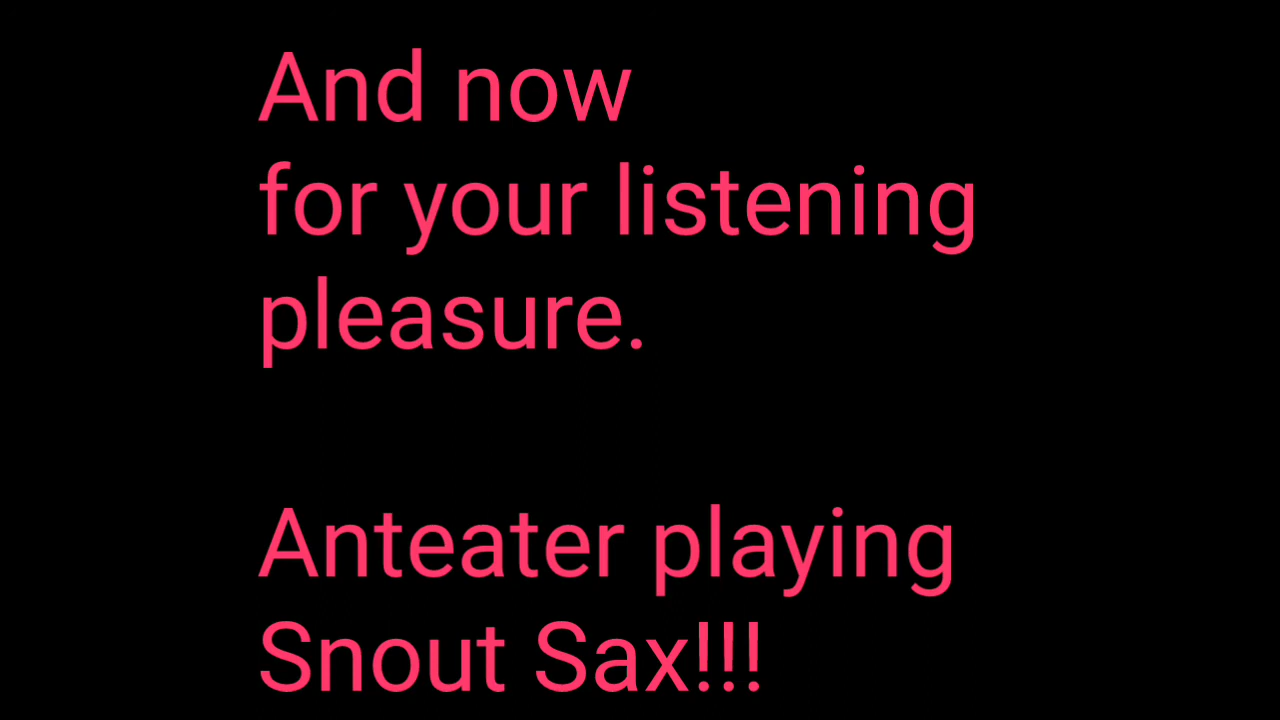 And now
for your listening
pleasure.
Anteater playing
Snout Sax!!!